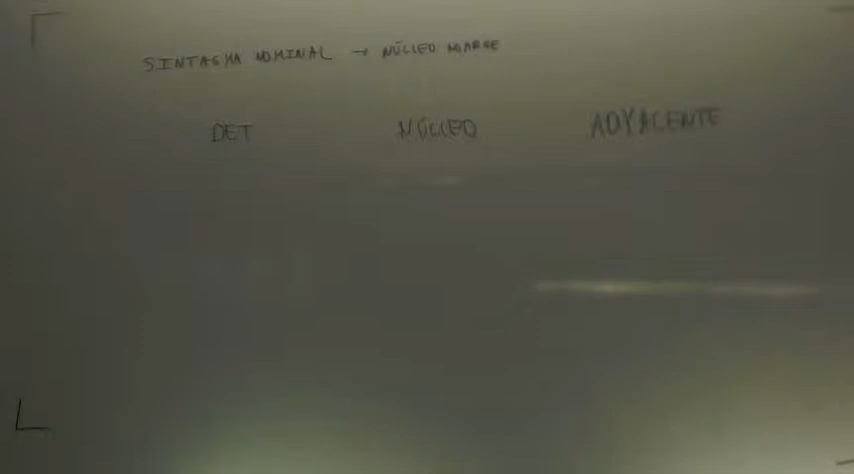 SINTAGMA NOMINAL → NÚCLEO NOMBRE
DET NÚCLEO ADYACENTE